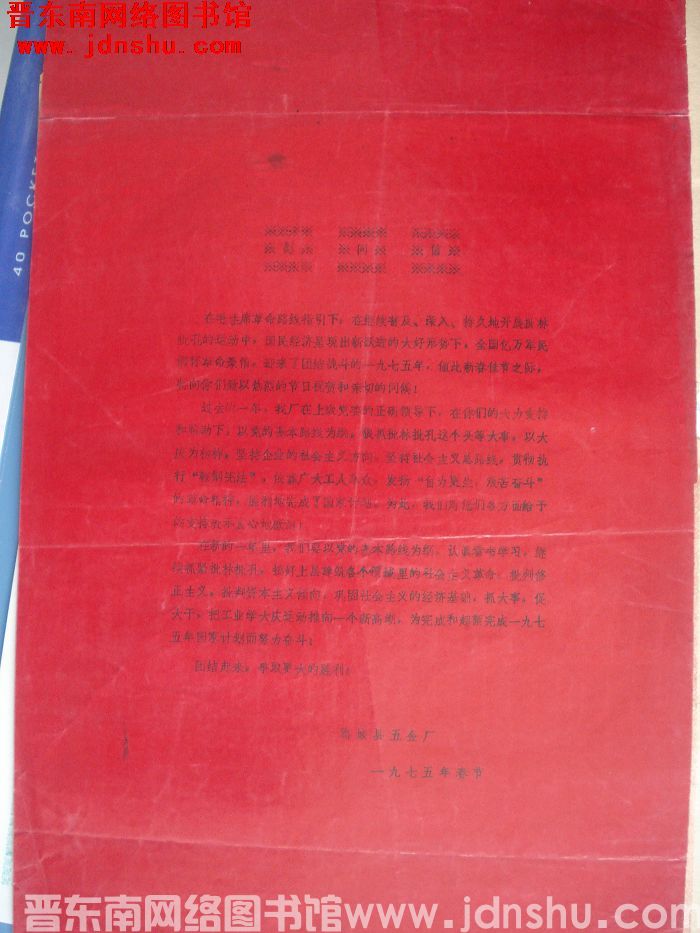 晋东南网络图书馆
www.jdnshu.com
40 POCKE
慰 问 信
在毛主席革命路线指引下，在继续普及、深入、持久地开展批林
批孔的运动中，国民经济呈现出新跃进的大好形势下，全国亿万军民
满怀革命豪情，迎来了团结战斗的一九七五年，值此新春佳节之际，
谨向你们致以热烈的节日祝贺和亲切的问候！
过去的一年，我厂在上级党委的正确领导下，在你们的大力支持
和帮助下：以党的基本路线为纲，狠抓批林批孔这个头等大事，以大
庆为榜样，坚持企业的社会主义方向，坚持社会主义总路线，贯彻执
行“鞍钢宪法”，依靠广大工人群众，发扬“自力更生，艰苦奋斗”
的革命精神，胜利地完成了国家计划，为此，我们对你们各方面给予
的支持表示衷心地感谢！
在新的一年里，我们要以党的基本路线为纲，认真看书学习，继
续抓紧批林批孔，搞好上层建筑各个领域里的社会主义革命，批判修
正主义，批判资本主义倾向，巩固社会主义的经济基础，抓大事，促
大干，把工业学大庆运动推向一个新高潮，为完成和超额完成一九七
五年国家计划而努力奋斗！
团结起来，争取更大的胜利！
县五金厂
一九七五年春节
晋东南网络图书馆www.jdnshu.com